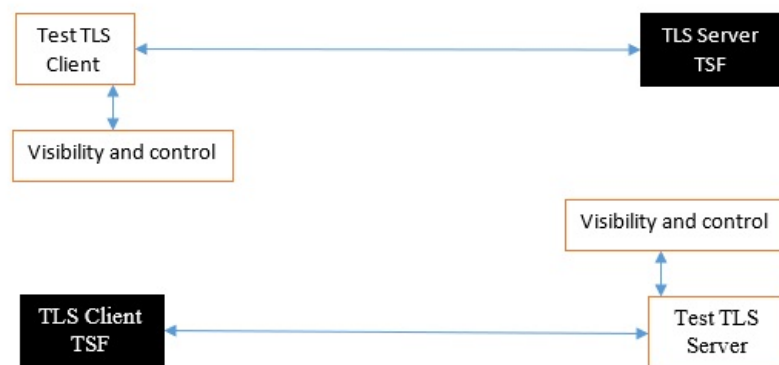 Test TLS
Client
TLS Server
TSF
Visibility and control
Visibility and control
TLS Client
TSF
Test TLS
Server